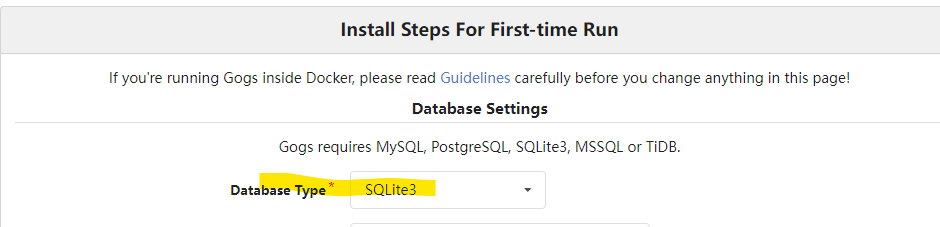 Install Steps For First-time Run
If you're running Gogs inside Docker, please read Guidelines carefully before you change anything in this page!
Database Settings
Gogs requires MySQL, PostgreSQL, SQLite3, MSSQL or TiDB.
Database Type* SQLite3